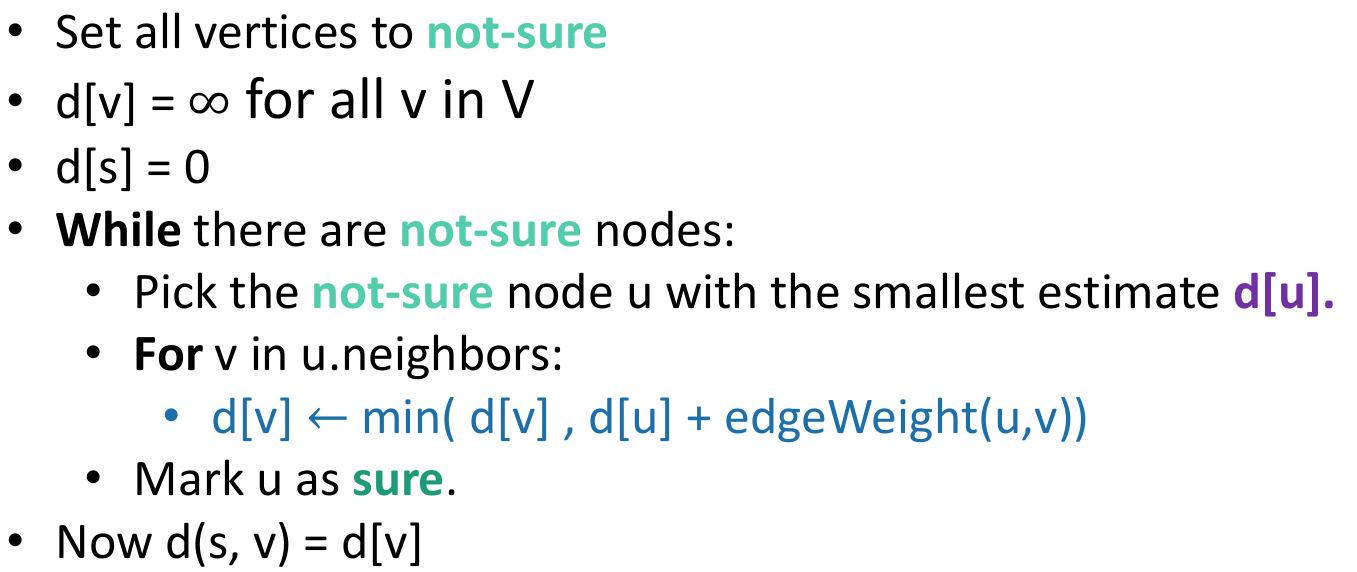 • Set all vertices to not-sure
• d[v] = ∞ for all v in V
• d[s] = 0
• While there are not-sure nodes:
• Pick the not-sure node u with the smallest estimate d[u].
• For v in u.neighbors:
• d[v] ← min( d[v] , d[u] + edgeWeight(u,v))
• Mark u as sure.
• Now d(s, v) = d[v]